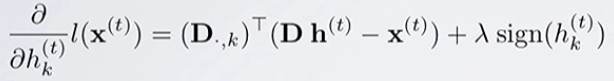 ∂/∂h_k^{(t)} l(𝐱^{(t)}) = (𝐃_{·,k})^⊤(𝐃 𝐡^{(t)} − 𝐱^{(t)}) + λ sign(h_k^{(t)})